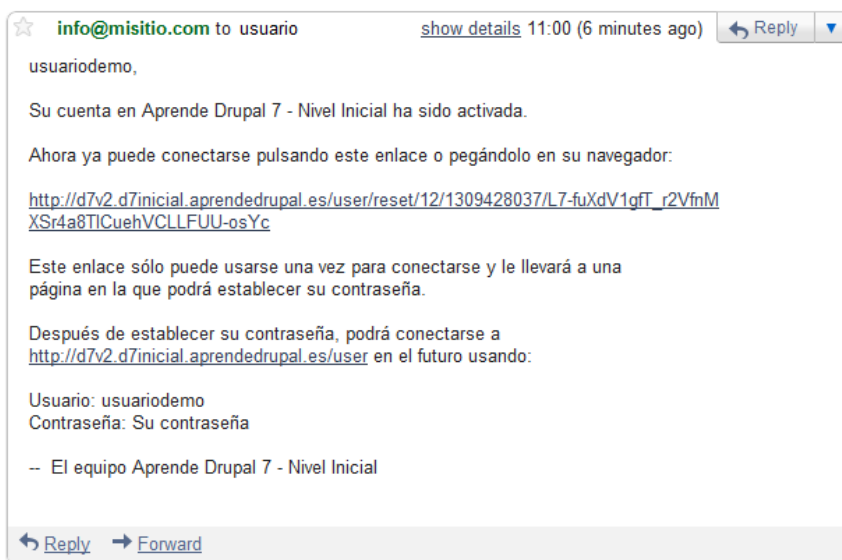 info@misitio.com to usuario show details 11:00 (6 minutes ago) Reply
usuariodemo,
Su cuenta en Aprende Drupal 7 - Nivel Inicial ha sido activada.
Ahora ya puede conectarse pulsando este enlace o pegándolo en su navegador:
http://d7v2.d7inicial.aprendedrupal.es/user/reset/12/1309428037/L7-fuXdV1gfT_r2VfnM
XSr4a8TlCuehVCLLFUU-osYc
Este enlace sólo puede usarse una vez para conectarse y le llevará a una
página en la que podrá establecer su contraseña.
Después de establecer su contraseña, podrá conectarse a
http://d7v2.d7inicial.aprendedrupal.es/user en el futuro usando:
Usuario: usuariodemo
Contraseña: Su contraseña
-- El equipo Aprende Drupal 7 - Nivel Inicial
Reply Forward